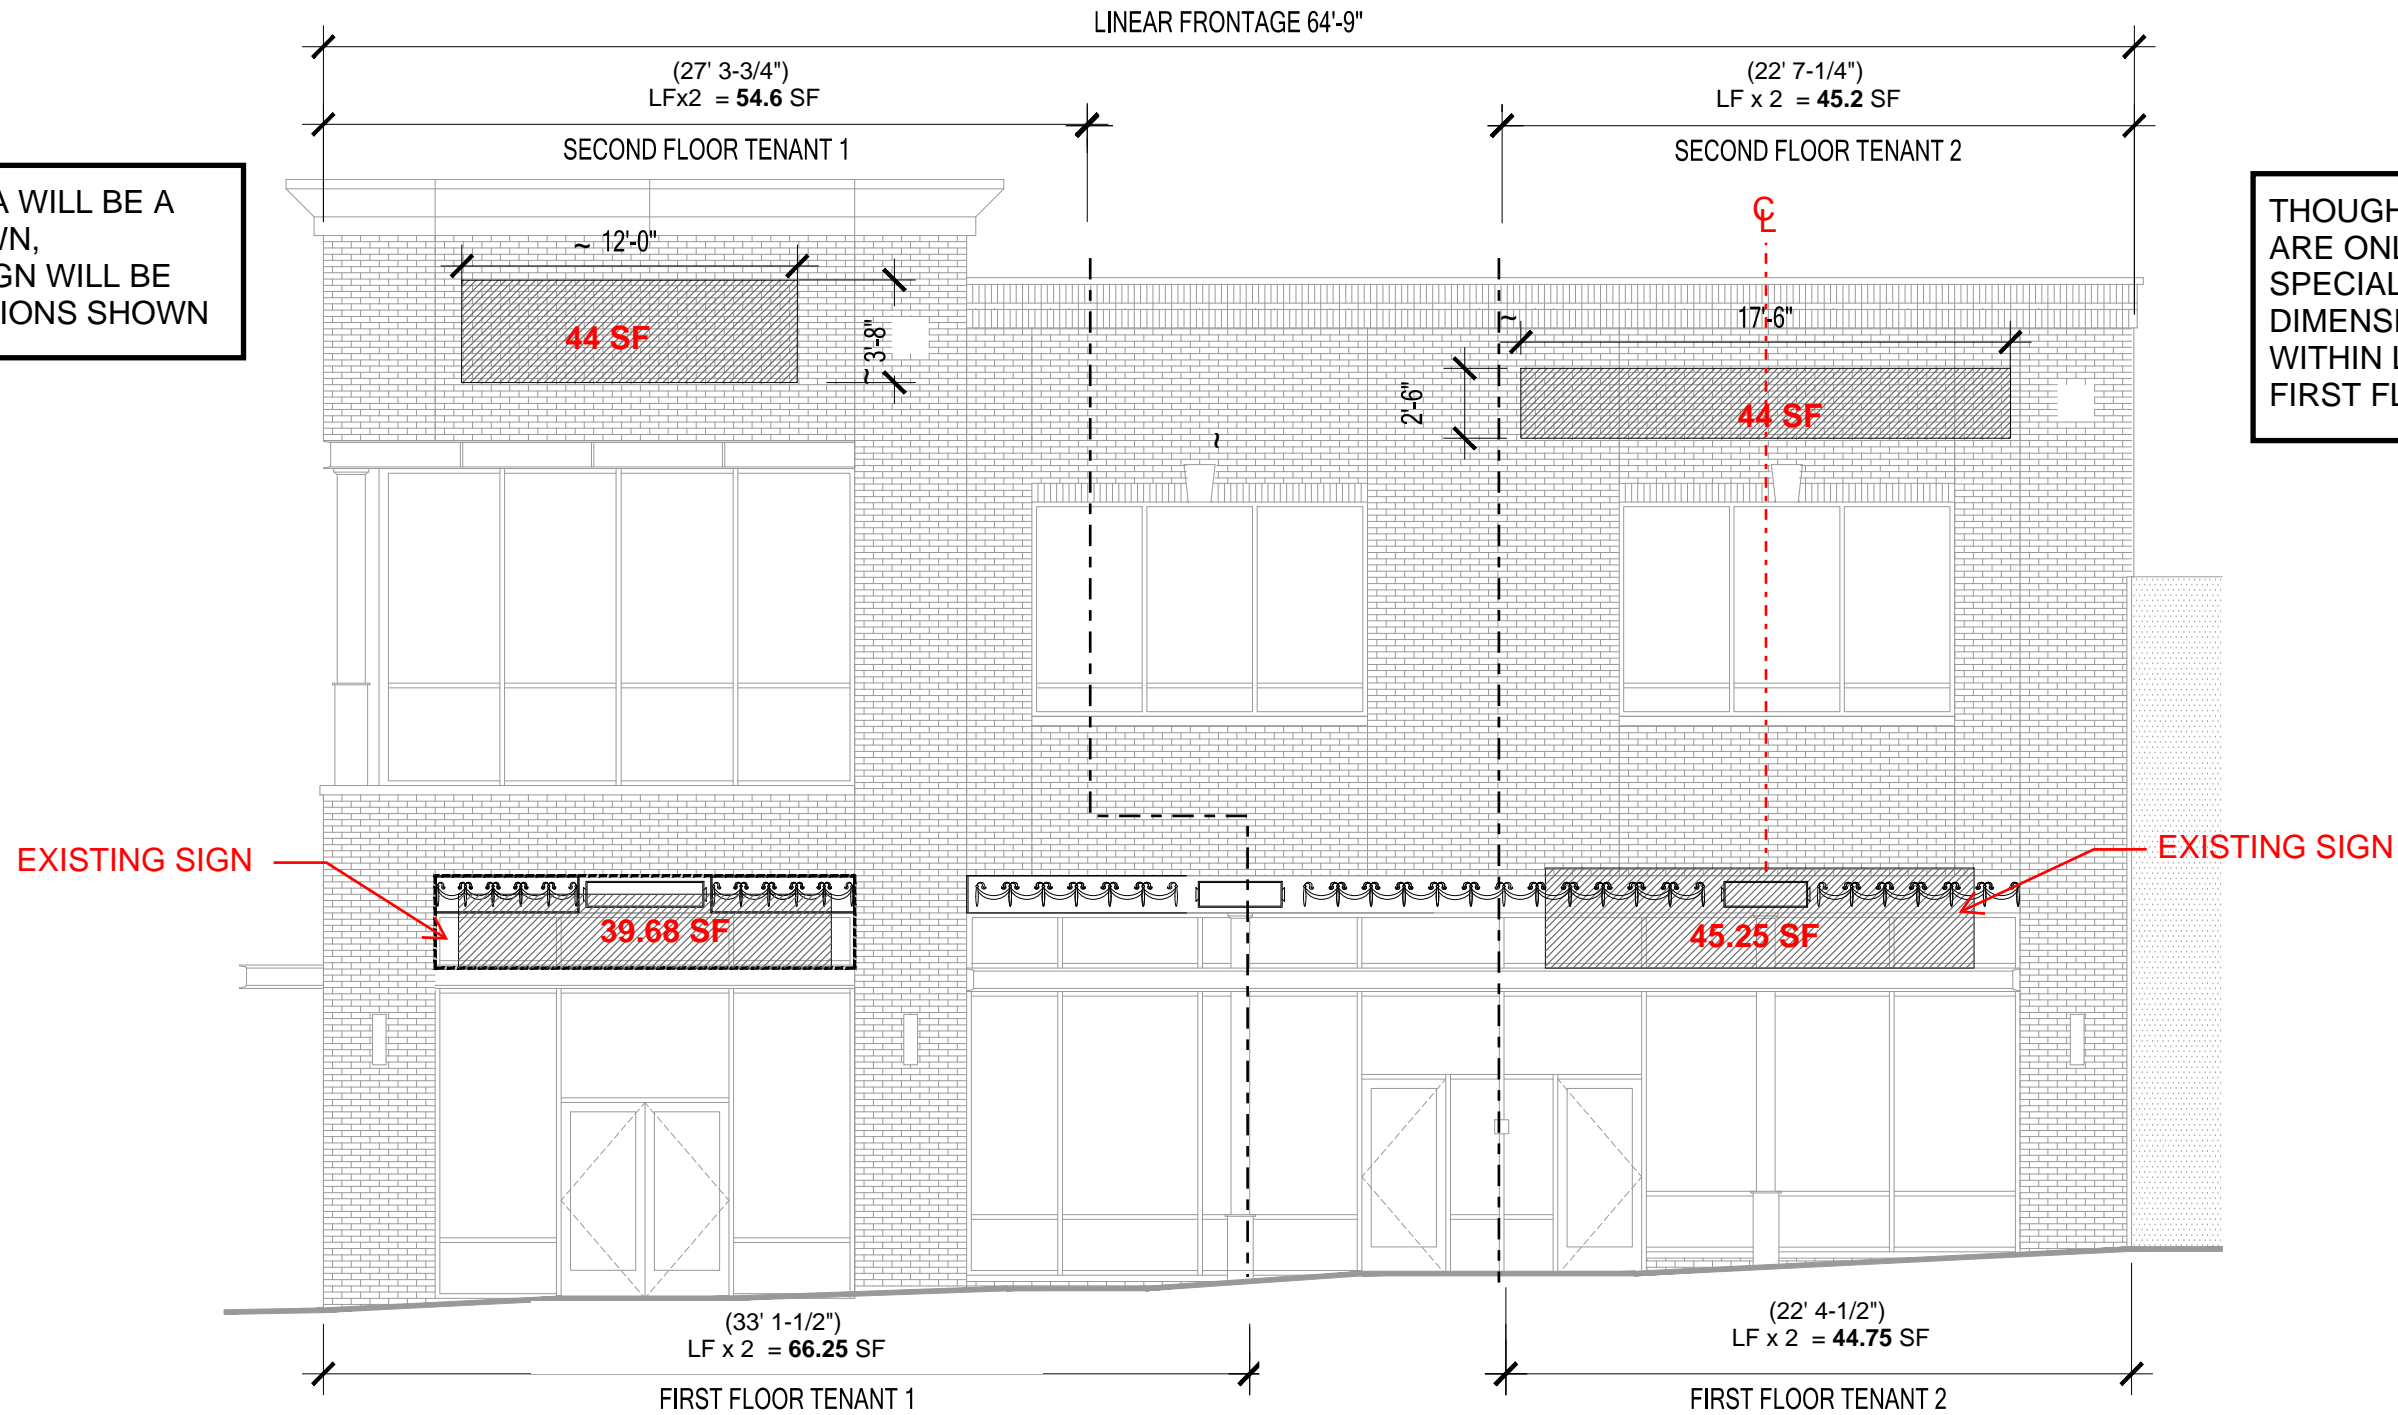 LINEAR FRONTAGE 64'-9"
(27' 3-3/4")
LFx2 = 54.6 SF
SECOND FLOOR TENANT 1
(22' 7-1/4")
LF x 2 = 45.2 SF
SECOND FLOOR TENANT 2
A WILL BE A
WN,
GN WILL BE
IONS SHOWN
THOUGH
ARE ONL
SPECIAL
DIMENSI
WITHIN L
FIRST FL
℄
~ 12'-0"
44 SF
~ 3'-8"
~ 17'-6"
2'-6"
~
44 SF
EXISTING SIGN
39.68 SF
EXISTING SIGN
45.25 SF
(33' 1-1/2")
LF x 2 = 66.25 SF
FIRST FLOOR TENANT 1
(22' 4-1/2")
LF x 2 = 44.75 SF
FIRST FLOOR TENANT 2